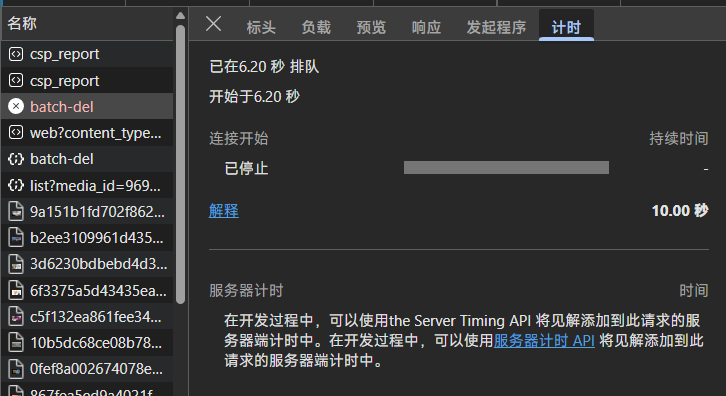 名称
csp_report
csp_report
batch-del
web?content_type...
batch-del
list?media_id=969...
9a151b1fd702f862...
b2ee3109961d435...
3d6230bdbebd4d3...
6f3375a5d43435ea...
c5f132ea861fee34...
10b5dc68ce08b78...
0fef8a002674078e...
标头 负载 预览 响应 发起程序 计时
已在6.20 秒 排队
开始于6.20 秒
连接开始 持续时间
已停止 -
解释 10.00 秒
服务器计时 时间
在开发过程中，可以使用the Server Timing API 将见解添加到此请求的服
务器端计时中。在开发过程中，可以使用服务器计时 API 将见解添加到此
请求的服务器端计时中。